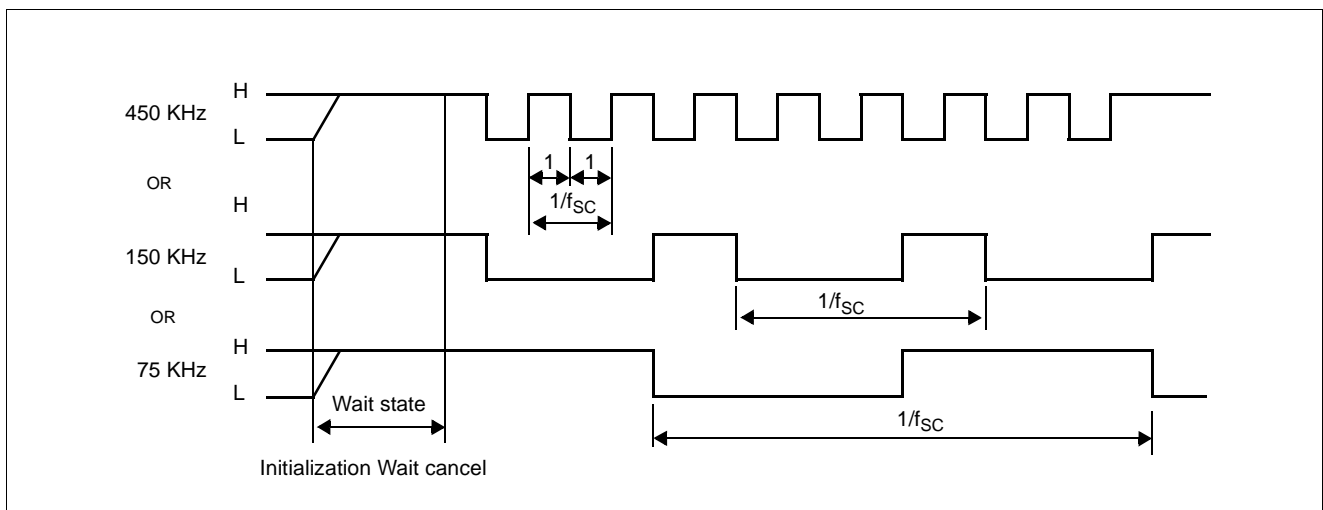 H
450 KHz
L
OR
1 1
1/fSC
H
150 KHz
L
1/fSC
OR
H
75 KHz
L
Wait state
1/fSC
Initialization Wait cancel